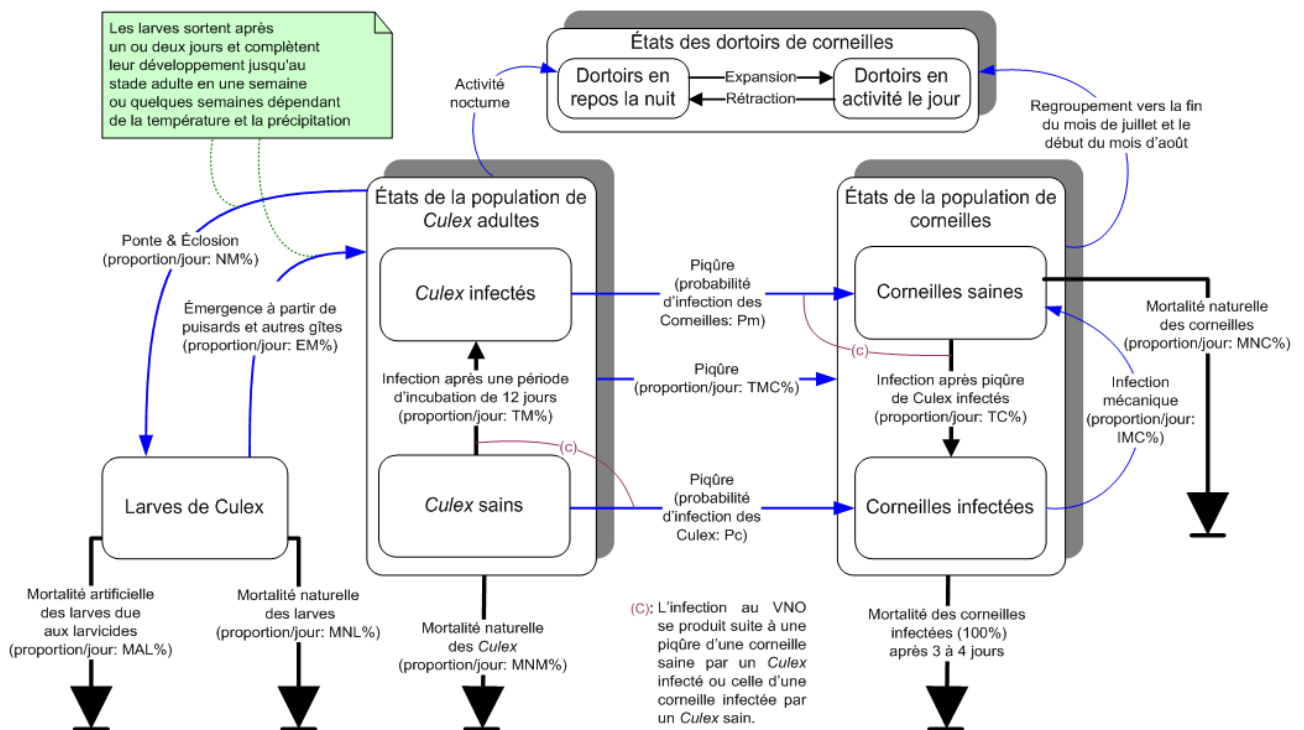 Les larves sortent après
un ou deux jours et complètent
leur développement jusqu'au
stade adulte en une semaine
ou quelques semaines dépendant
de la température et la précipitation
États des dortoirs de corneilles
Dortoirs en
repos la nuit
Expansion
Rétraction
Dortoirs en
activité le jour
Activité
nocturne
Regroupement vers la fin
du mois de juillet et le
début du mois d'août
États de la population de
Culex adultes
États de la population de
corneilles
Ponte & Éclosion
(proportion/jour: NM%)
Émergence à partir de
puisards et autres gîtes
(proportion/jour: EM%)
Culex infectés
Piqûre
(probabilité
d'infection des
Corneilles: Pm)
Corneilles saines
Mortalité naturelle
des corneilles
(proportion/jour: MNC%)
(c)
Infection après une période
d'incubation de 12 jours
(proportion/jour: TM%)
Piqûre
(proportion/jour: TMC%)
Infection après piqûre
de Culex infectés
(proportion/jour: TC%)
Infection
mécanique
(proportion/jour:
IMC%)
(c)
Larves de Culex
Culex sains
Piqûre
(probabilité
d'infection des
Culex: Pc)
Corneilles infectées
Mortalité artificielle
des larves due
aux larvicides
(proportion/jour: MAL%)
Mortalité naturelle
des larves
(proportion/jour: MNL%)
Mortalité naturelle
des Culex
(proportion/jour: MNM%)
(C): L'infection au VNO
se produit suite à une
piqûre d'une corneille
saine par un Culex
infecté ou celle d'une
corneille infectée par
un Culex sain.
Mortalité des corneilles
infectées (100%)
après 3 à 4 jours